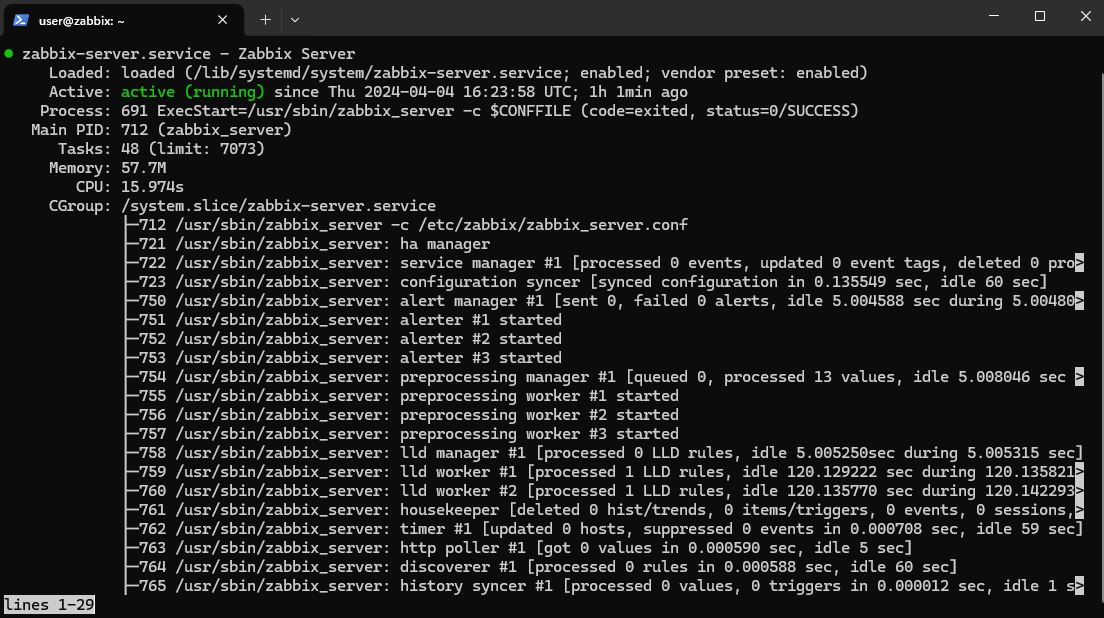 user@zabbix: ~
● zabbix-server.service - Zabbix Server
Loaded: loaded (/lib/systemd/system/zabbix-server.service; enabled; vendor preset: enabled)
Active: active (running) since Thu 2024-04-04 16:23:58 UTC; 1h 1min ago
Process: 691 ExecStart=/usr/sbin/zabbix_server -c $CONFFILE (code=exited, status=0/SUCCESS)
Main PID: 712 (zabbix_server)
Tasks: 48 (limit: 7073)
Memory: 57.7M
CPU: 15.974s
CGroup: /system.slice/zabbix-server.service
├─712 /usr/sbin/zabbix_server -c /etc/zabbix/zabbix_server.conf
├─721 /usr/sbin/zabbix_server: ha manager
├─722 /usr/sbin/zabbix_server: service manager #1 [processed 0 events, updated 0 event tags, deleted 0 pro>
├─723 /usr/sbin/zabbix_server: configuration syncer [synced configuration in 0.135549 sec, idle 60 sec]
├─750 /usr/sbin/zabbix_server: alert manager #1 [sent 0, failed 0 alerts, idle 5.004588 sec during 5.00480>
├─751 /usr/sbin/zabbix_server: alerter #1 started
├─752 /usr/sbin/zabbix_server: alerter #2 started
├─753 /usr/sbin/zabbix_server: alerter #3 started
├─754 /usr/sbin/zabbix_server: preprocessing manager #1 [queued 0, processed 13 values, idle 5.008046 sec >
├─755 /usr/sbin/zabbix_server: preprocessing worker #1 started
├─756 /usr/sbin/zabbix_server: preprocessing worker #2 started
├─757 /usr/sbin/zabbix_server: preprocessing worker #3 started
├─758 /usr/sbin/zabbix_server: lld manager #1 [processed 0 LLD rules, idle 5.005250sec during 5.005315 sec]
├─759 /usr/sbin/zabbix_server: lld worker #1 [processed 1 LLD rules, idle 120.129222 sec during 120.135821>
├─760 /usr/sbin/zabbix_server: lld worker #2 [processed 1 LLD rules, idle 120.135770 sec during 120.142293>
├─761 /usr/sbin/zabbix_server: housekeeper [deleted 0 hist/trends, 0 items/triggers, 0 events, 0 sessions,>
├─762 /usr/sbin/zabbix_server: timer #1 [updated 0 hosts, suppressed 0 events in 0.000708 sec, idle 59 sec]
├─763 /usr/sbin/zabbix_server: http poller #1 [got 0 values in 0.000590 sec, idle 5 sec]
├─764 /usr/sbin/zabbix_server: discoverer #1 [processed 0 rules in 0.000588 sec, idle 60 sec]
├─765 /usr/sbin/zabbix_server: history syncer #1 [processed 0 values, 0 triggers in 0.000012 sec, idle 1 s>
lines 1-29